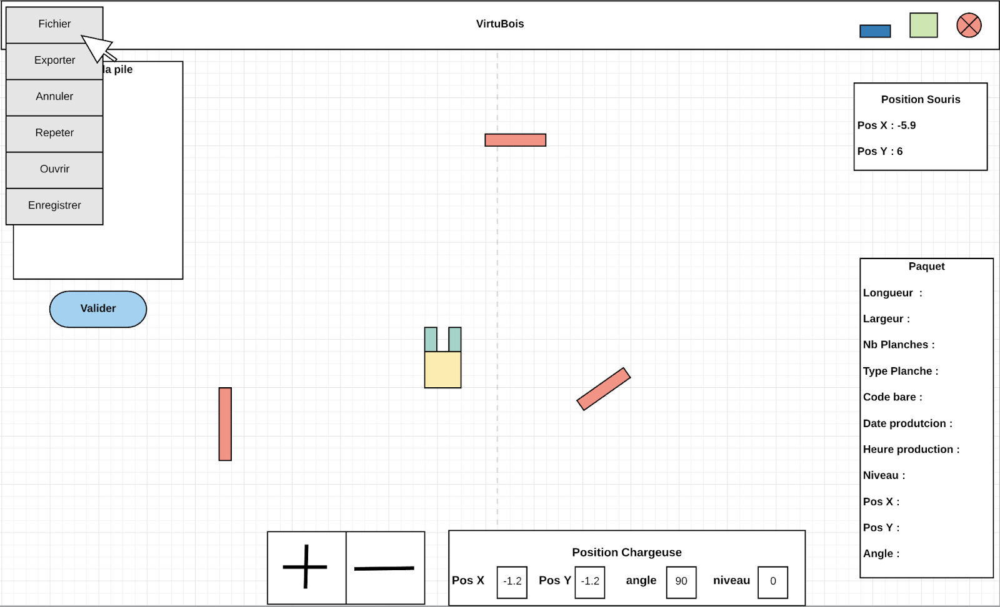 Fichier
VirtuBois
Exporter
la pile
Annuler
Repeter
Ouvrir
Enregistrer
Valider
Position Souris
Pos X : -5.9
Pos Y : 6
Paquet
Longueur :
Largeur :
Nb Planches :
Type Planche :
Code bare :
Date produtcion :
Heure production :
Niveau :
Pos X :
Pos Y :
Angle :
Position Chargeuse
Pos X -1.2 Pos Y -1.2 angle 90 niveau 0